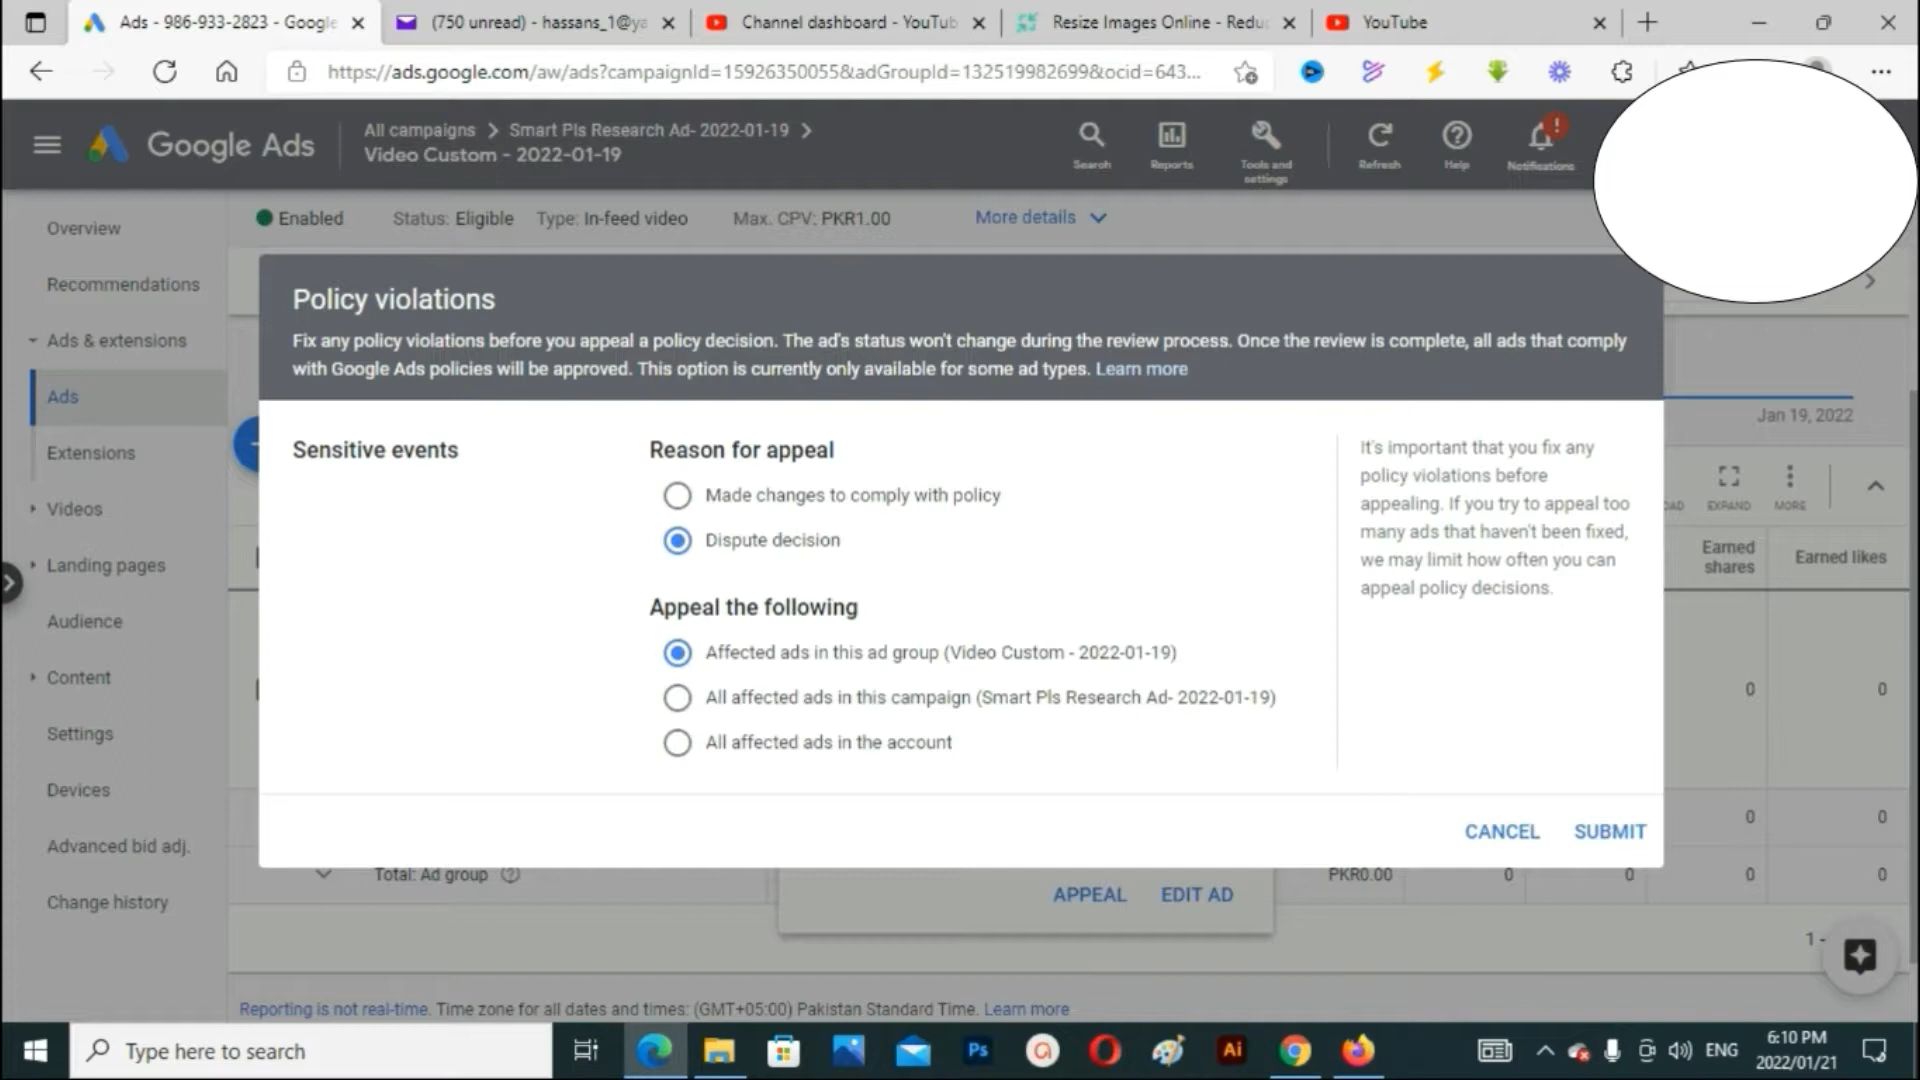 Ads - 986-933-2823 - Google
(750 unread) - hassans_1@ya
Channel dashboard - YouTub
Resize Images Online - Redu
YouTube
https://ads.google.com/aw/ads?campaignId=15926350055&adGroupId=132519982699&ocid=643...
Google Ads
All campaigns > Smart Pls Research Ad- 2022-01-19 >
Video Custom - 2022-01-19
Search
Reports
Tools and
settings
Refresh
Help
Notifications
Enabled Status: Eligible Type: In-feed video Max. CPV: PKR1.00 More details
Overview
Recommendations
Ads & extensions
Ads
Extensions
Videos
Landing pages
Audience
Content
Settings
Devices
Advanced bid adj.
Change history
Policy violations
Fix any policy violations before you appeal a policy decision. The ad's status won't change during the review process. Once the review is complete, all ads that comply
with Google Ads policies will be approved. This option is currently only available for some ad types. Learn more
Sensitive events
Reason for appeal
Made changes to comply with policy
Dispute decision
Appeal the following
Affected ads in this ad group (Video Custom - 2022-01-19)
All affected ads in this campaign (Smart Pls Research Ad- 2022-01-19)
All affected ads in the account
It's important that you fix any
policy violations before
appealing. If you try to appeal too
many ads that haven't been fixed,
we may limit how often you can
appeal policy decisions.
CANCEL SUBMIT
Jan 19, 2022
EXPAND MORE
Earned
shares
Earned likes
0 0
0 0
Total: Ad group PKR0.00 0 0 0 0
APPEAL EDIT AD
1 -
Reporting is not real-time. Time zone for all dates and times: (GMT+05:00) Pakistan Standard Time. Learn more
Type here to search
Ps
Ai
ENG
6:10 PM
2022/01/21